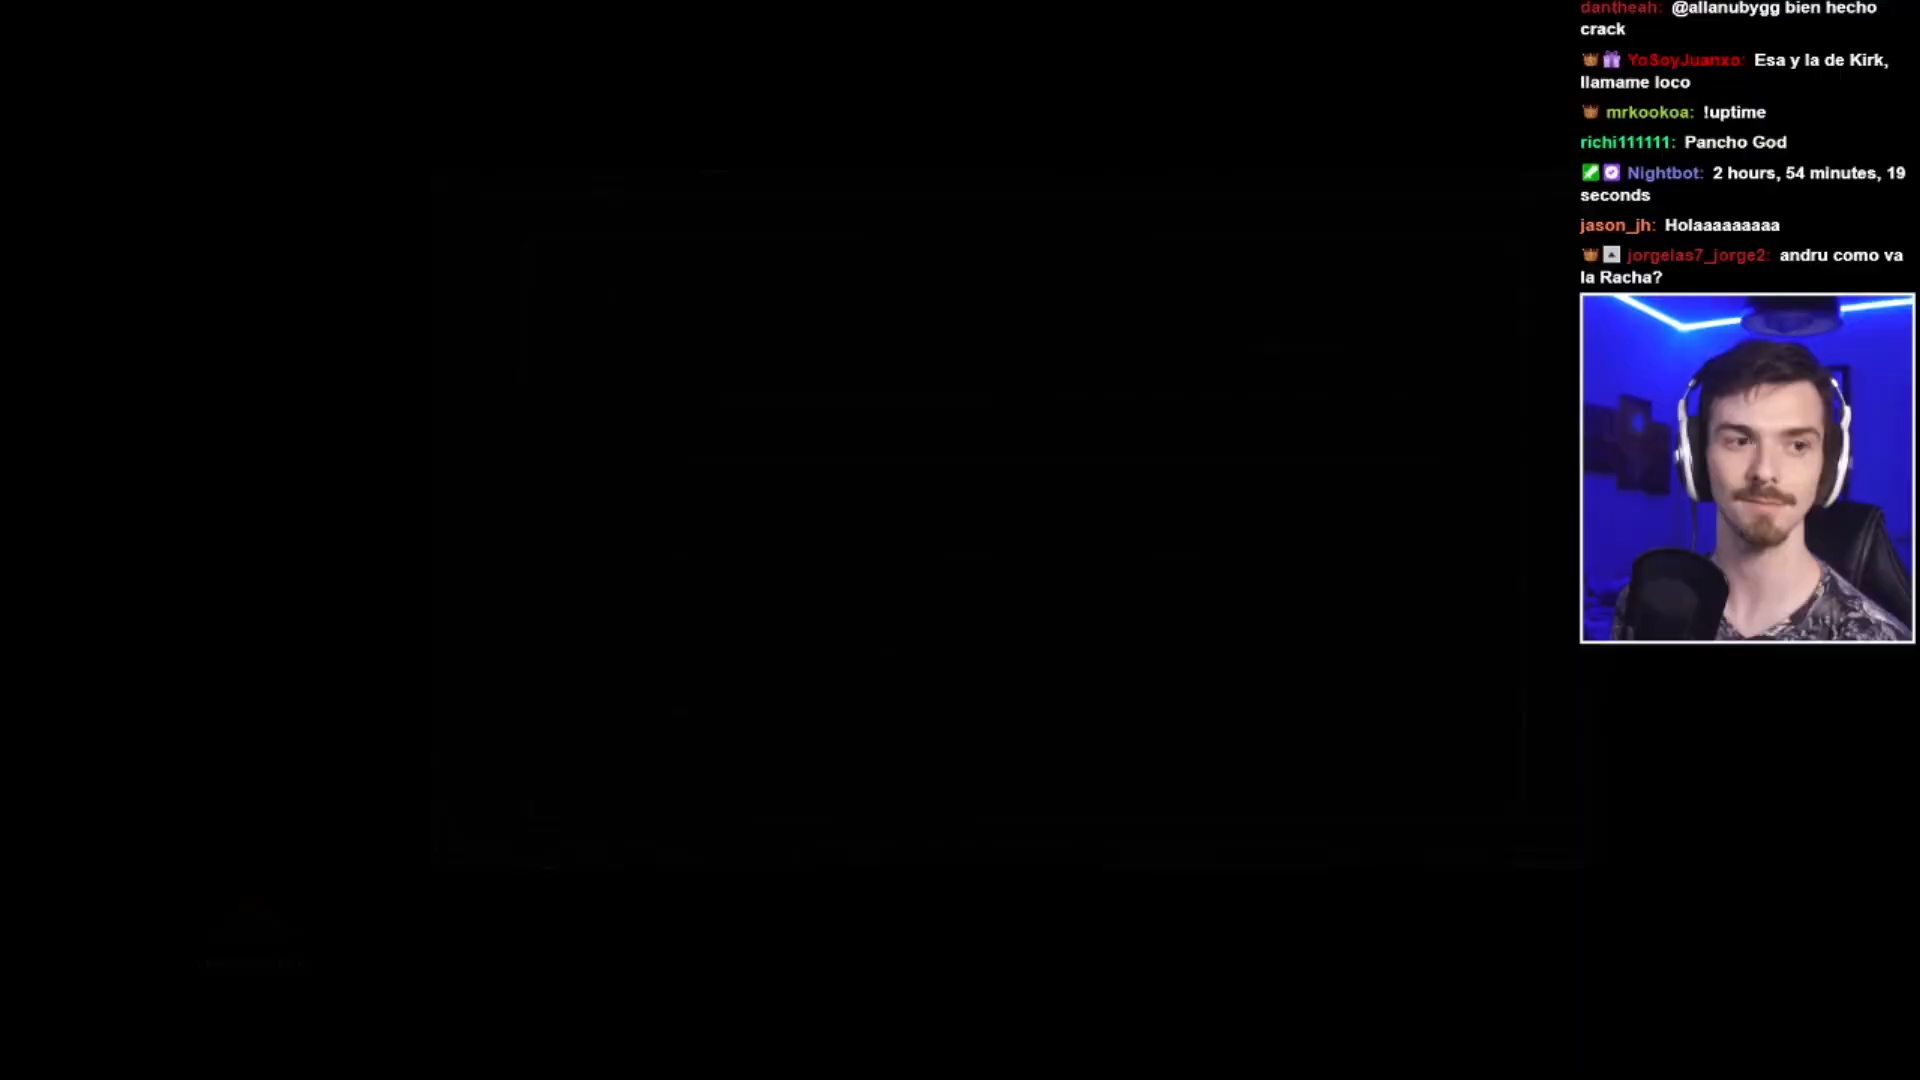 dantheah: @allanubygg bien hecho
crack
YoSoyJuanxo: Esa y la de Kirk,
llamame loco
mrkookoa: !uptime
richi111111: Pancho God
Nightbot: 2 hours, 54 minutes, 19
seconds
jason_jh: Holaaaaaaaaa
jorgelas7_jorge2: andru como va
la Racha?